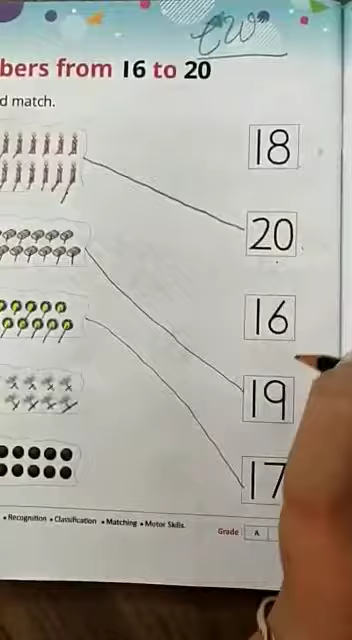 bers from 16 to 20
d match.
18
20
16
19
17
• Recognition • Classification • Matching • Motor Skills.
Grade A